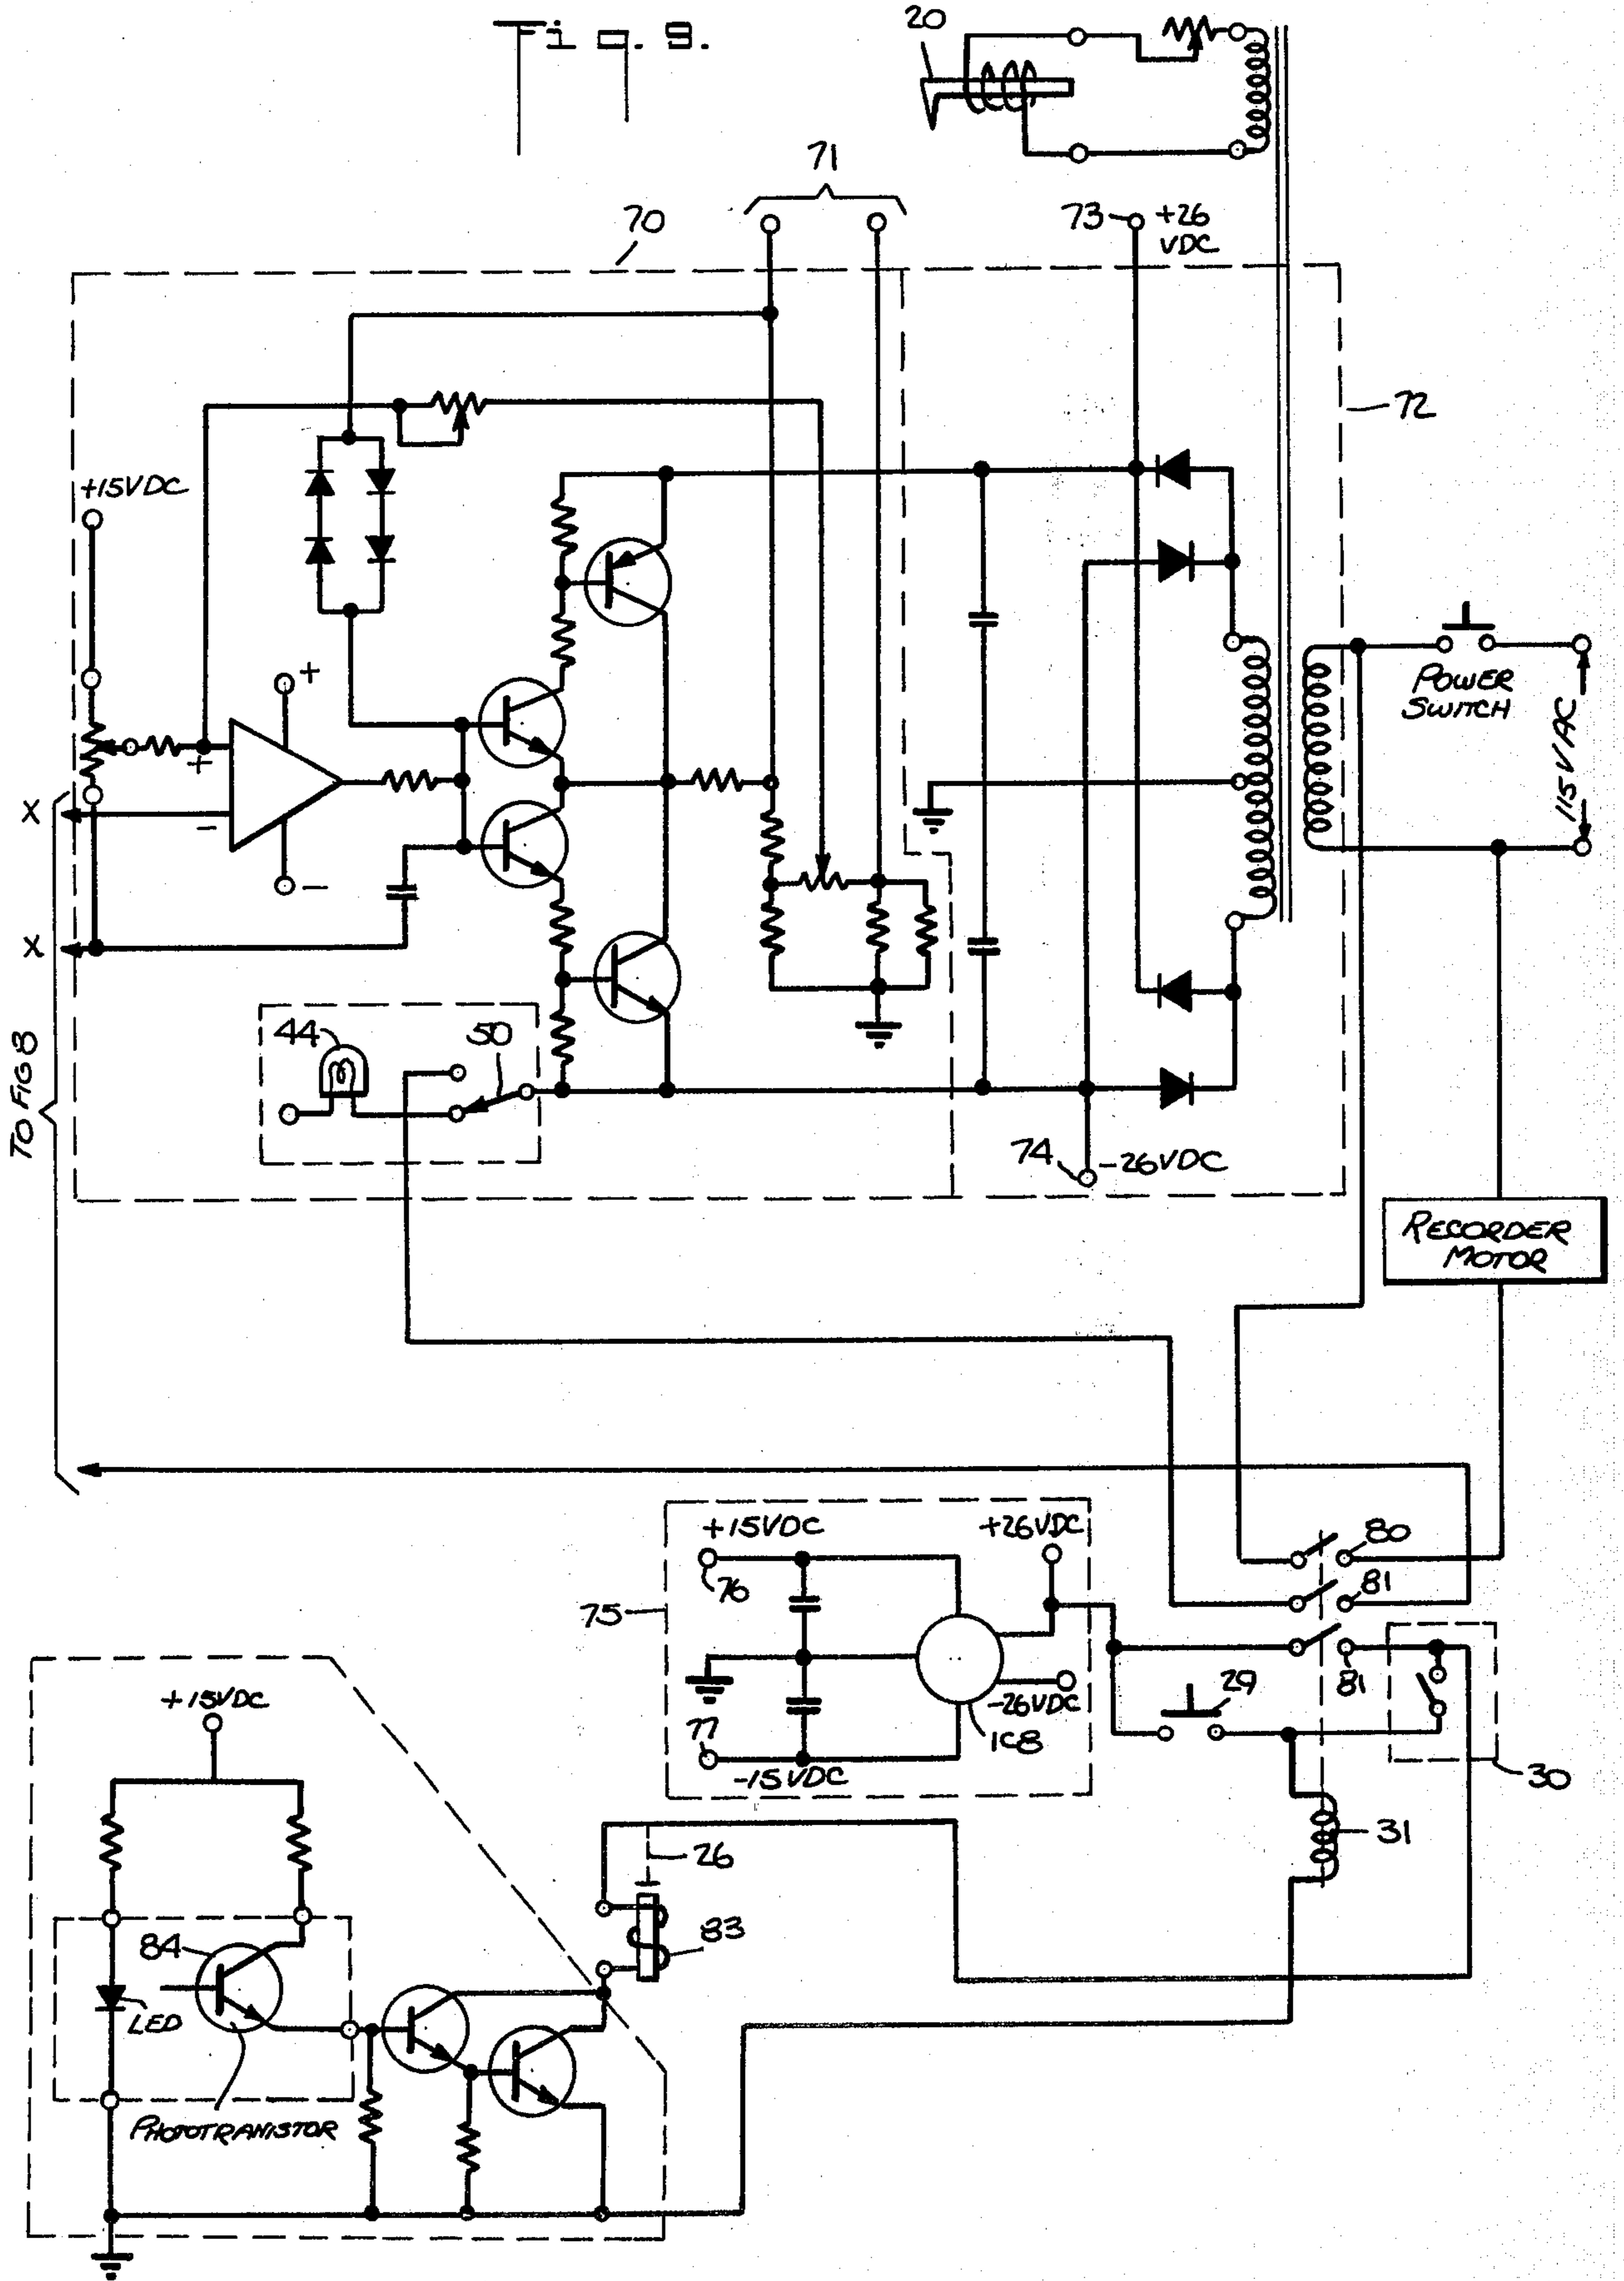 Fig. 9.
20
71
70
73
+26
VDC
72
+15VDC
+
+
X
-
-
POWER
SWITCH
115VAC
X
44
50
TO FIG 8
74
-26VDC
RECORDER
MOTOR
+15VDC
+26VDC
80
76
81
75
81
29
-26VDC
77
1C8
-15VDC
30
+15VDC
31
26
83
84
LED
PHOTOTRANISTOR